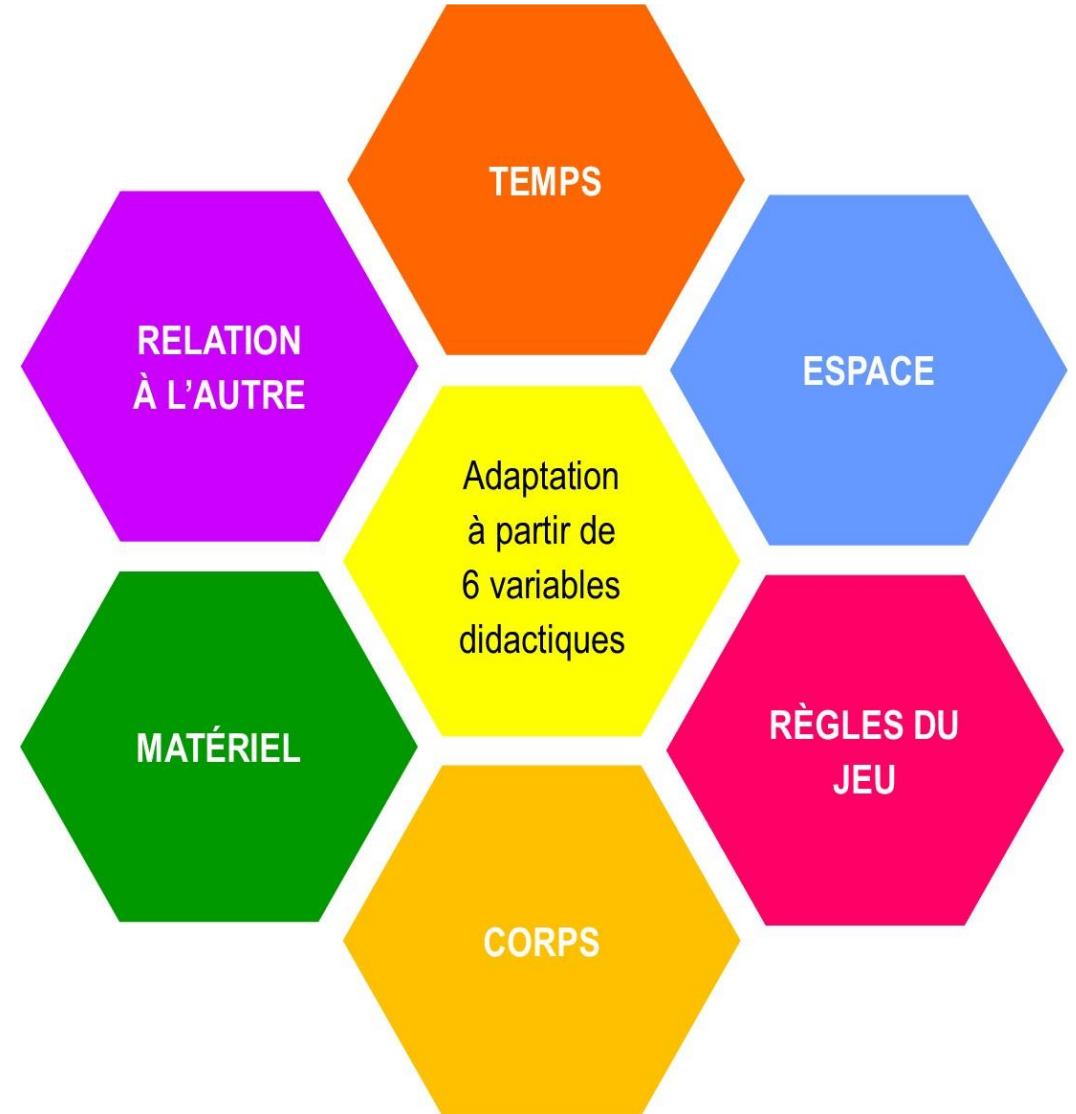 TEMPS
RELATION
À L'AUTRE
ESPACE
Adaptation
à partir de
6 variables
didactiques
MATÉRIEL
RÈGLES DU
JEU
CORPS